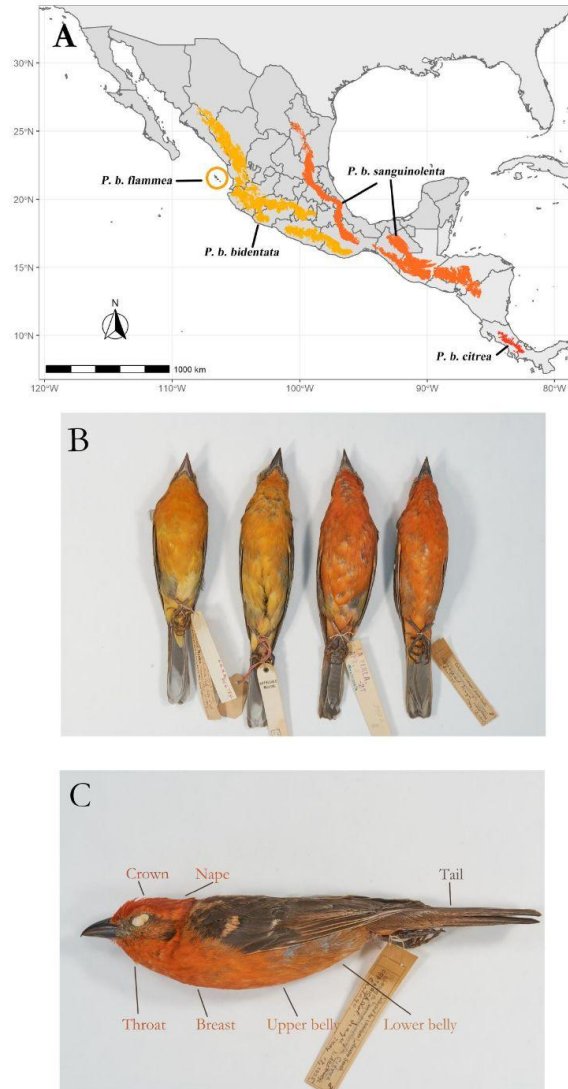 A
30°N
25°N
20°N
15°N
10°N
P. b. flammea
P. b. sanguinolenta
P. b. bidentata
P. b. citrea
N
1000 km
120°W 110°W 100°W 90°W 80°W
B
C
Crown Nape Tail
Throat Breast Upper belly Lower belly